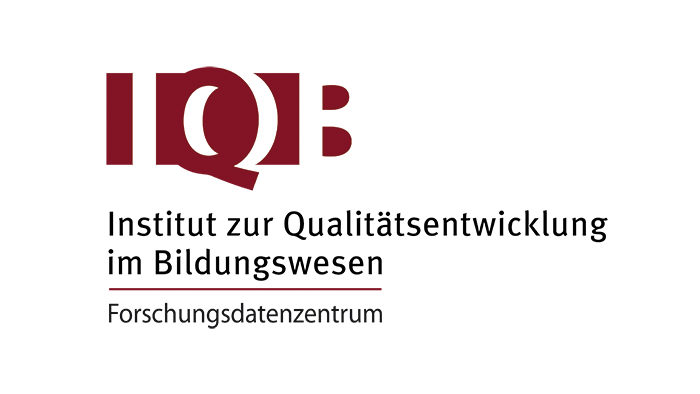 IQB
Institut zur Qualitätsentwicklung
im Bildungswesen
Forschungsdatenzentrum